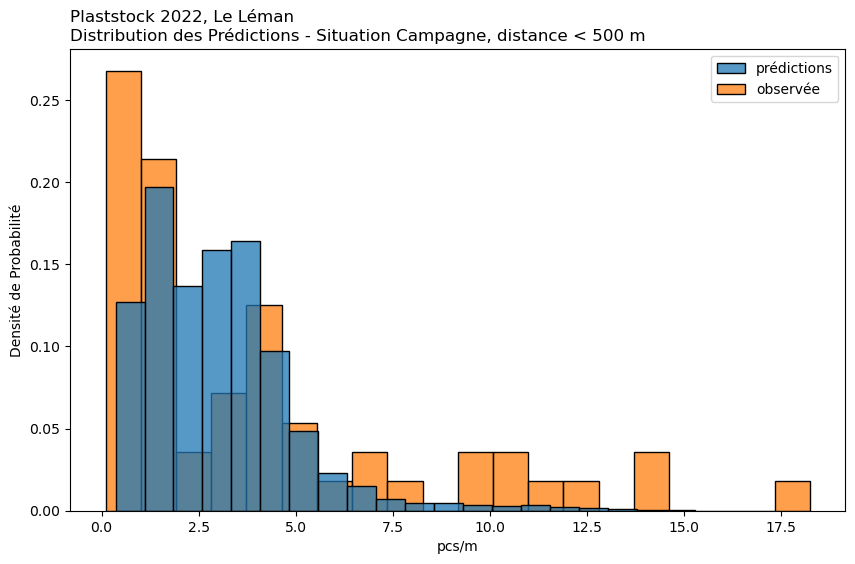 Plaststock 2022, Le Léman
Distribution des Prédictions - Situation Campagne, distance < 500 m
prédictions
observée
Densité de Probabilité
0.25
0.20
0.15
0.10
0.05
0.00
0.0 2.5 5.0 7.5 10.0 12.5 15.0 17.5
pcs/m